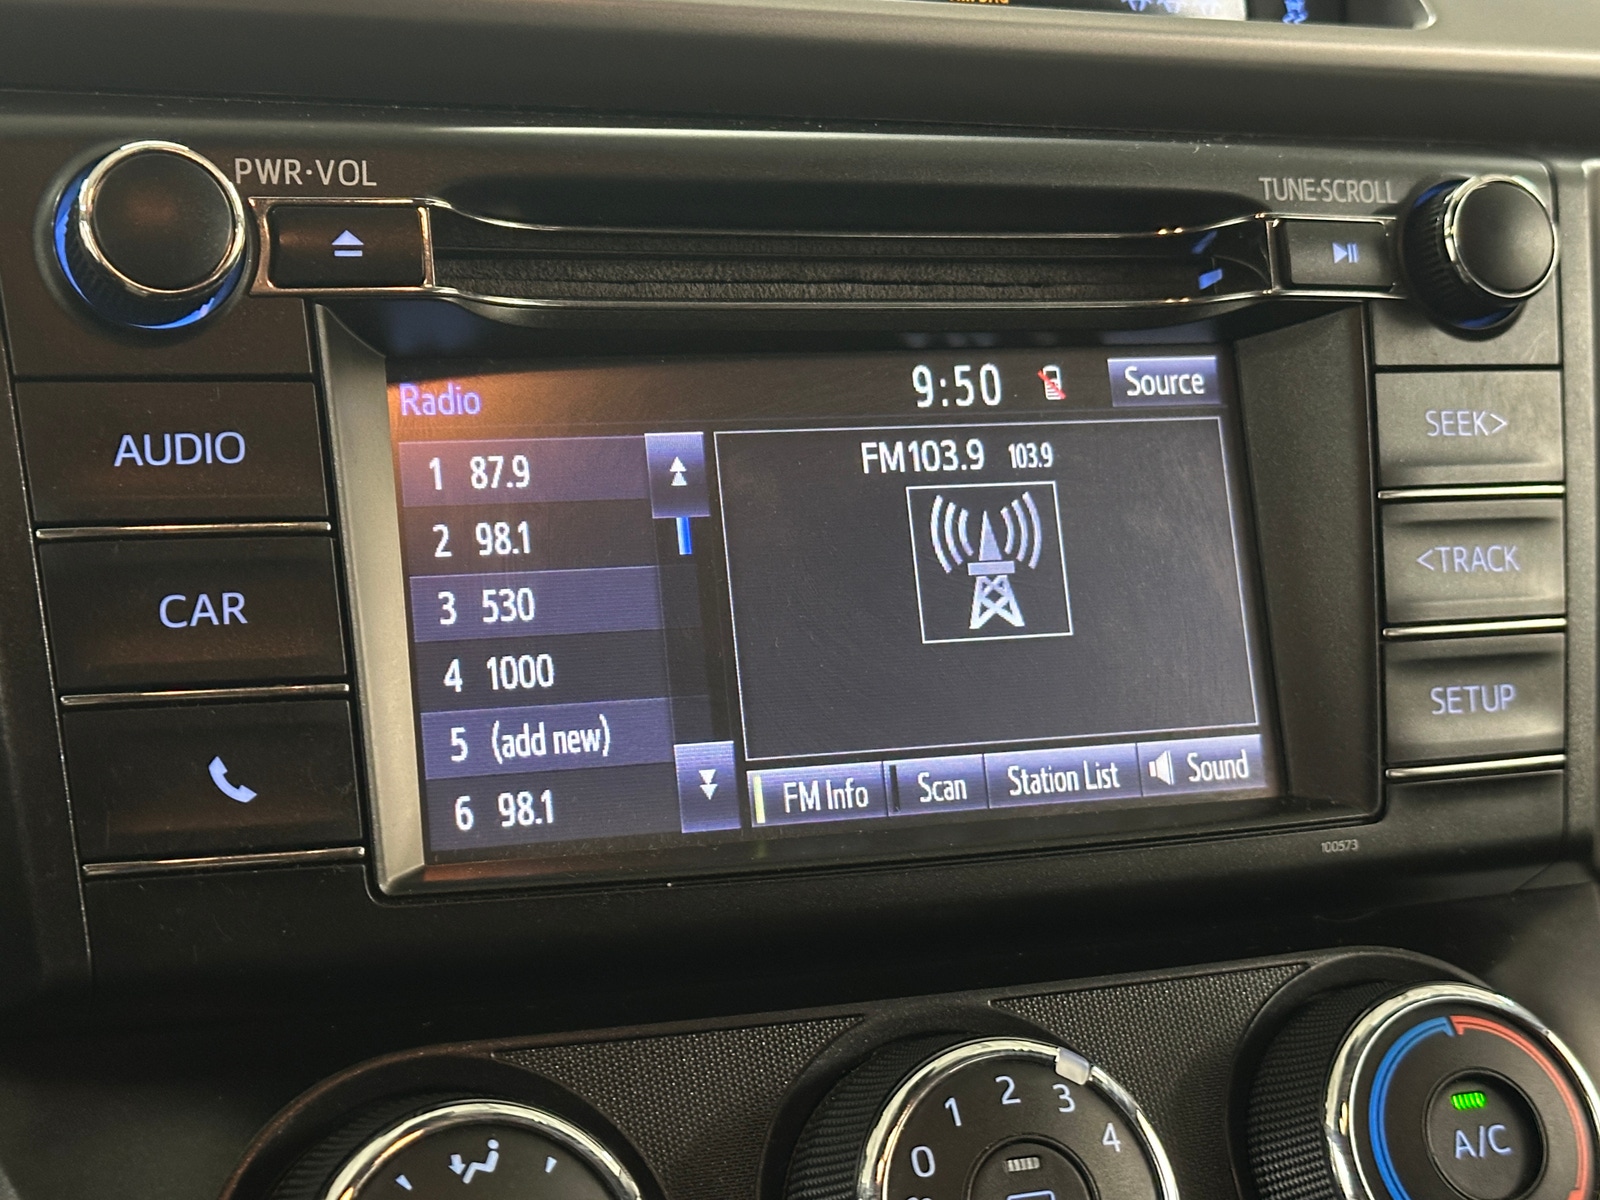 PWR·VOL
TUNE·SCROLL
AUDIO
CAR
Radio
9:50
Source
1 87.9
2 98.1
3 530
4 1000
5 (add new)
6 98.1
FM103.9 103.9
FM Info
Scan
Station List
Sound
SEEK>
<TRACK
SETUP
100573
0 1 2 3 4
A/C